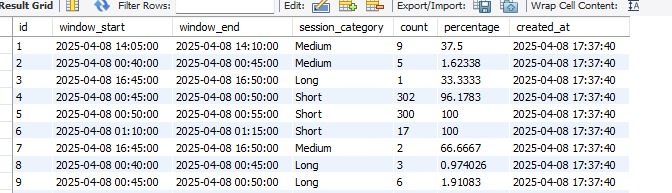 Result Grid Filter Rows: Edit: Export/Import: Wrap Cell Content: IA
id window_start window_end session_category count percentage created_at
1 2025-04-08 14:05:00 2025-04-08 14:10:00 Medium 9 37.5 2025-04-08 17:37:40
2 2025-04-08 00:40:00 2025-04-08 00:45:00 Medium 5 1.62338 2025-04-08 17:37:40
3 2025-04-08 16:45:00 2025-04-08 16:50:00 Long 1 33.3333 2025-04-08 17:37:40
4 2025-04-08 00:45:00 2025-04-08 00:50:00 Short 302 96.1783 2025-04-08 17:37:40
5 2025-04-08 00:50:00 2025-04-08 00:55:00 Short 300 100 2025-04-08 17:37:40
6 2025-04-08 01:10:00 2025-04-08 01:15:00 Short 17 100 2025-04-08 17:37:40
7 2025-04-08 16:45:00 2025-04-08 16:50:00 Medium 2 66.6667 2025-04-08 17:37:40
8 2025-04-08 00:40:00 2025-04-08 00:45:00 Long 3 0.974026 2025-04-08 17:37:40
9 2025-04-08 00:45:00 2025-04-08 00:50:00 Long 6 1.91083 2025-04-08 17:37:40